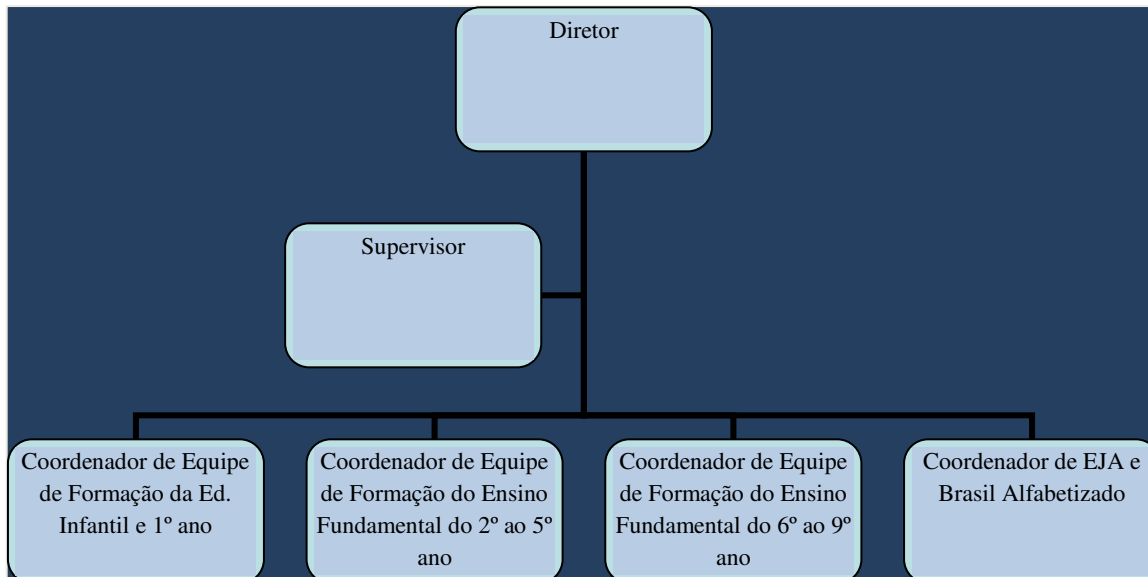 Diretor
Supervisor
Coordenador de Equipe
de Formação da Ed.
Infantil e 1º ano
Coordenador de Equipe
de Formação do Ensino
Fundamental do 2º ao 5º
ano
Coordenador de Equipe
de Formação do Ensino
Fundamental do 6º ao 9º
ano
Coordenador de EJA e
Brasil Alfabetizado